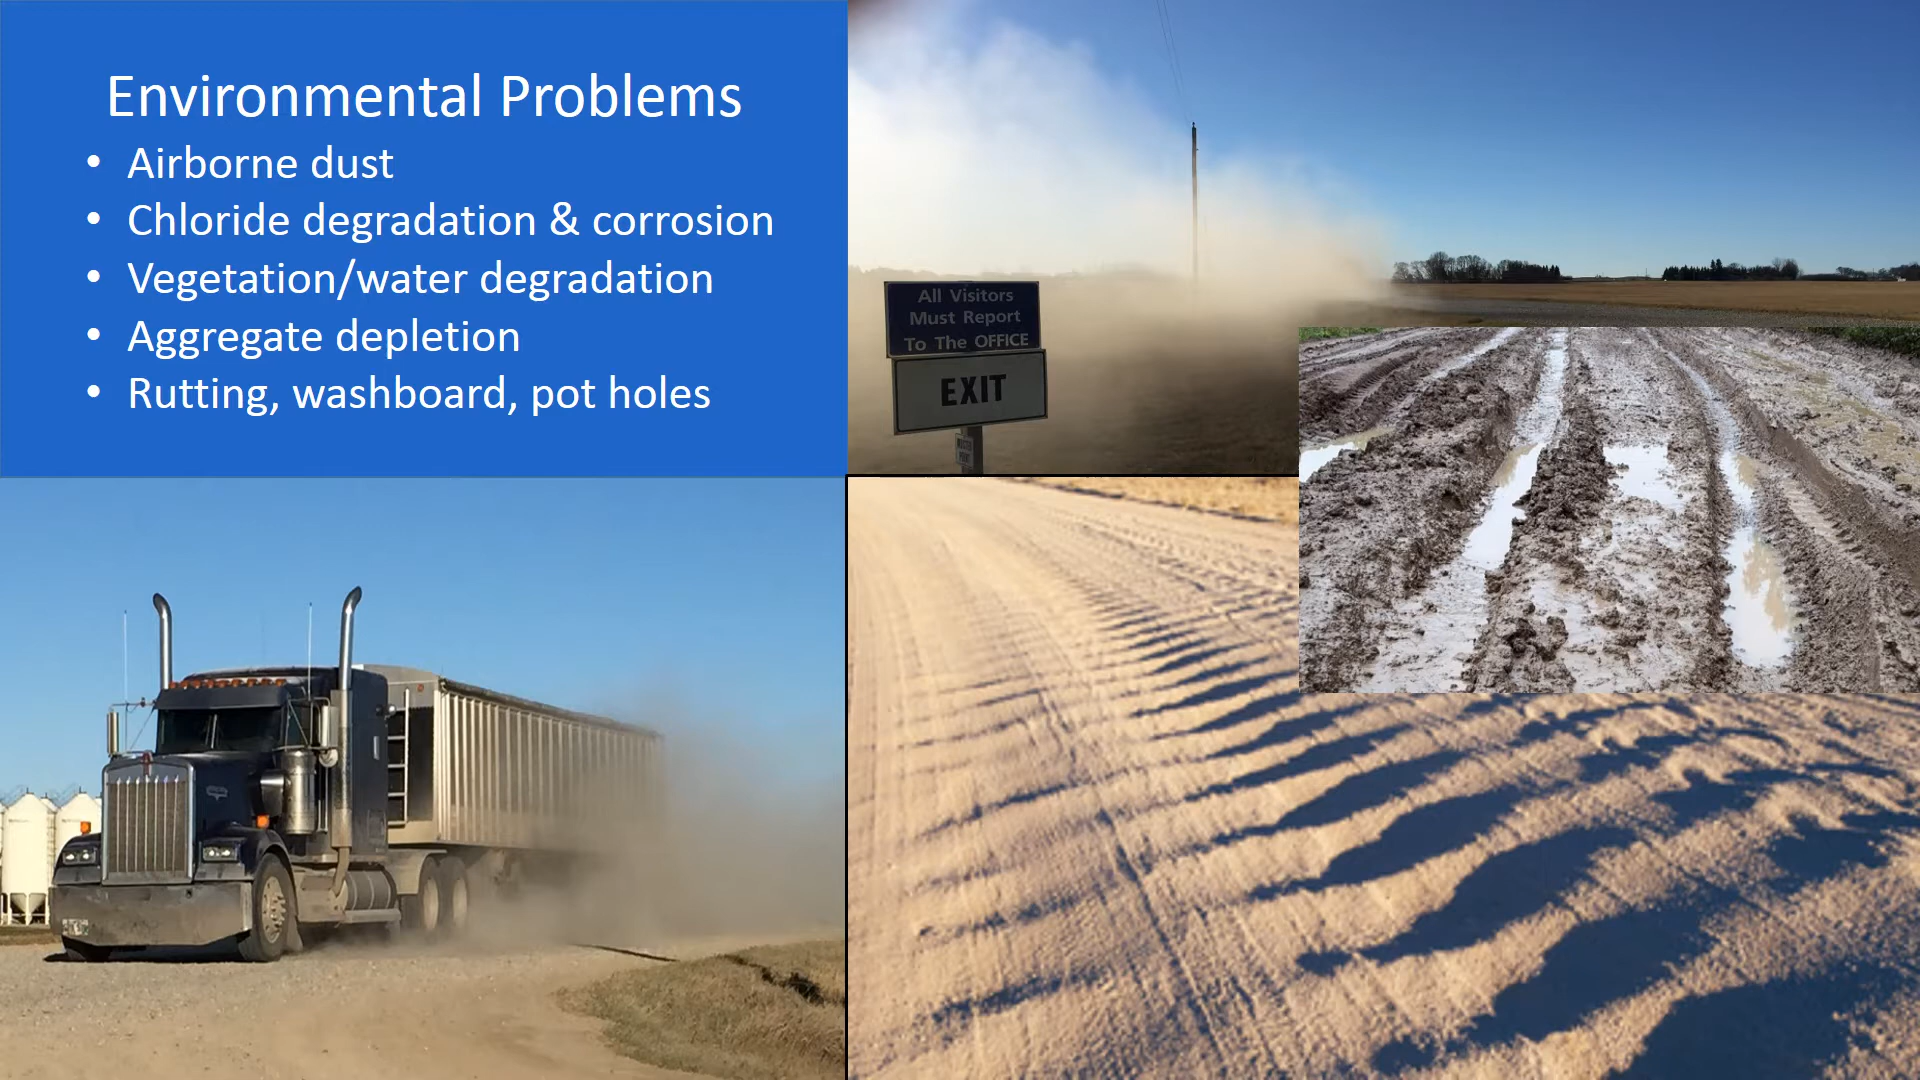 Environmental Problems
• Airborne dust
• Chloride degradation & corrosion
• Vegetation/water degradation
• Aggregate depletion
• Rutting, washboard, pot holes
All Visitors
Must Report
To The OFFICE
EXIT